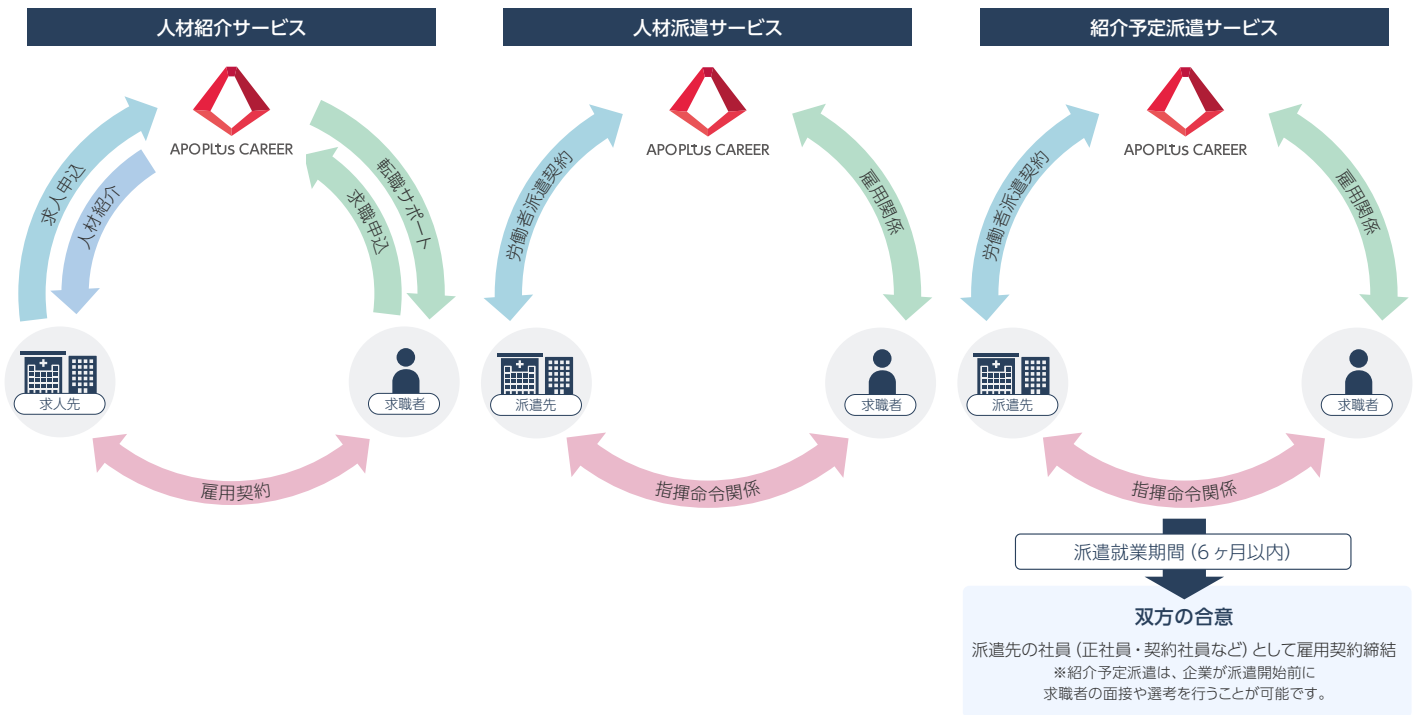 人材紹介サービス
APOPLUS CAREER
求人申込
人材紹介
転職サポート
求職申込
求人先
求職者
雇用契約
人材派遣サービス
APOPLUS CAREER
労働者派遣契約
雇用関係
派遣先
求職者
指揮命令関係
紹介予定派遣サービス
APOPLUS CAREER
労働者派遣契約
雇用関係
派遣先
求職者
指揮命令関係
派遣就業期間（6ヶ月以内）
双方の合意
派遣先の社員（正社員・契約社員など）として雇用契約締結
※紹介予定派遣は、企業が派遣開始前に
求職者の面接や選考を行うことが可能です。